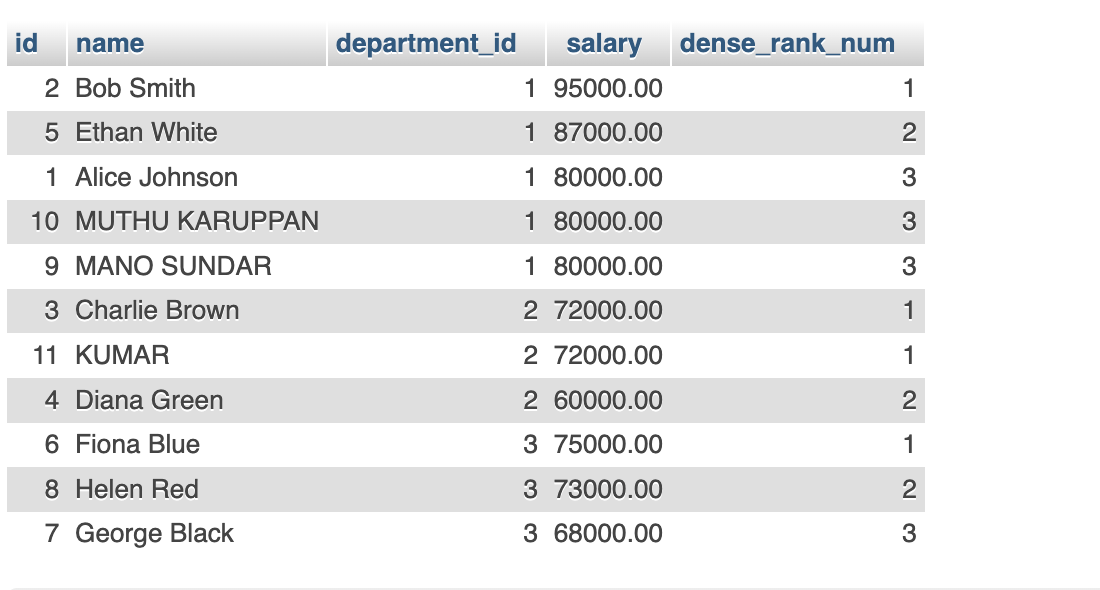 id name department_id salary dense_rank_num
2 Bob Smith 1 95000.00 1
5 Ethan White 1 87000.00 2
1 Alice Johnson 1 80000.00 3
10 MUTHU KARUPPAN 1 80000.00 3
9 MANO SUNDAR 1 80000.00 3
3 Charlie Brown 2 72000.00 1
11 KUMAR 2 72000.00 1
4 Diana Green 2 60000.00 2
6 Fiona Blue 3 75000.00 1
8 Helen Red 3 73000.00 2
7 George Black 3 68000.00 3